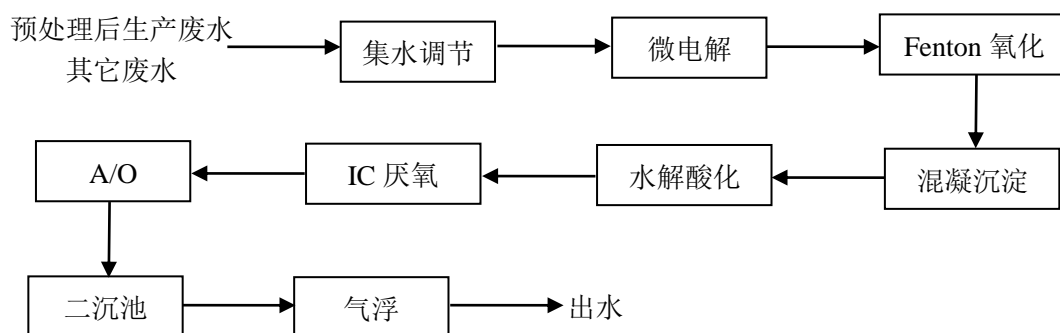 预处理后生产废水
其它废水
集水调节
微电解
Fenton 氧化
混凝沉淀
水解酸化
IC 厌氧
A/O
二沉池
气浮
出水